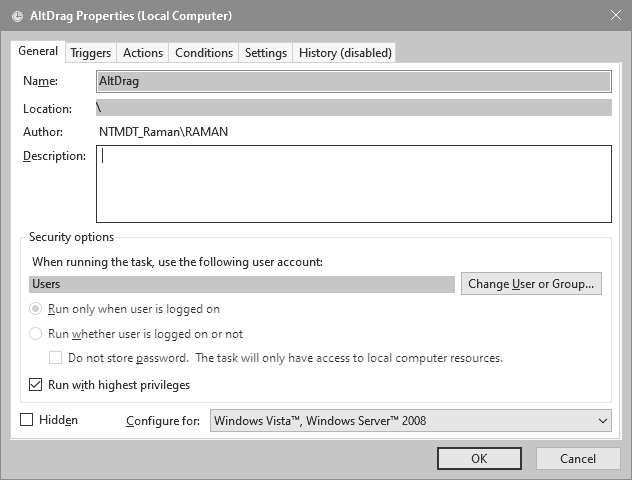 AltDrag Properties (Local Computer)
General Triggers Actions Conditions Settings History (disabled)
Name: AltDrag
Location: \
Author: NTMDT_Raman\RAMAN
Description:
Security options
When running the task, use the following user account:
Users Change User or Group...
Run only when user is logged on
Run whether user is logged on or not
Do not store password. The task will only have access to local computer resources.
Run with highest privileges
Hidden Configure for: Windows Vista™, Windows Server™ 2008
OK Cancel